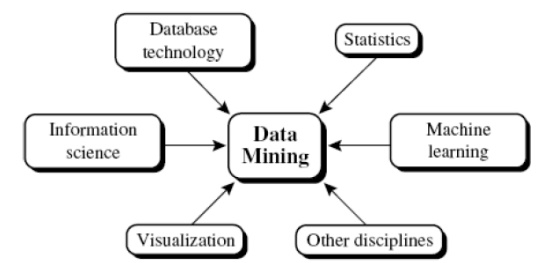 Database
technology
Statistics
Information
science
Data
Mining
Machine
learning
Visualization
Other disciplines